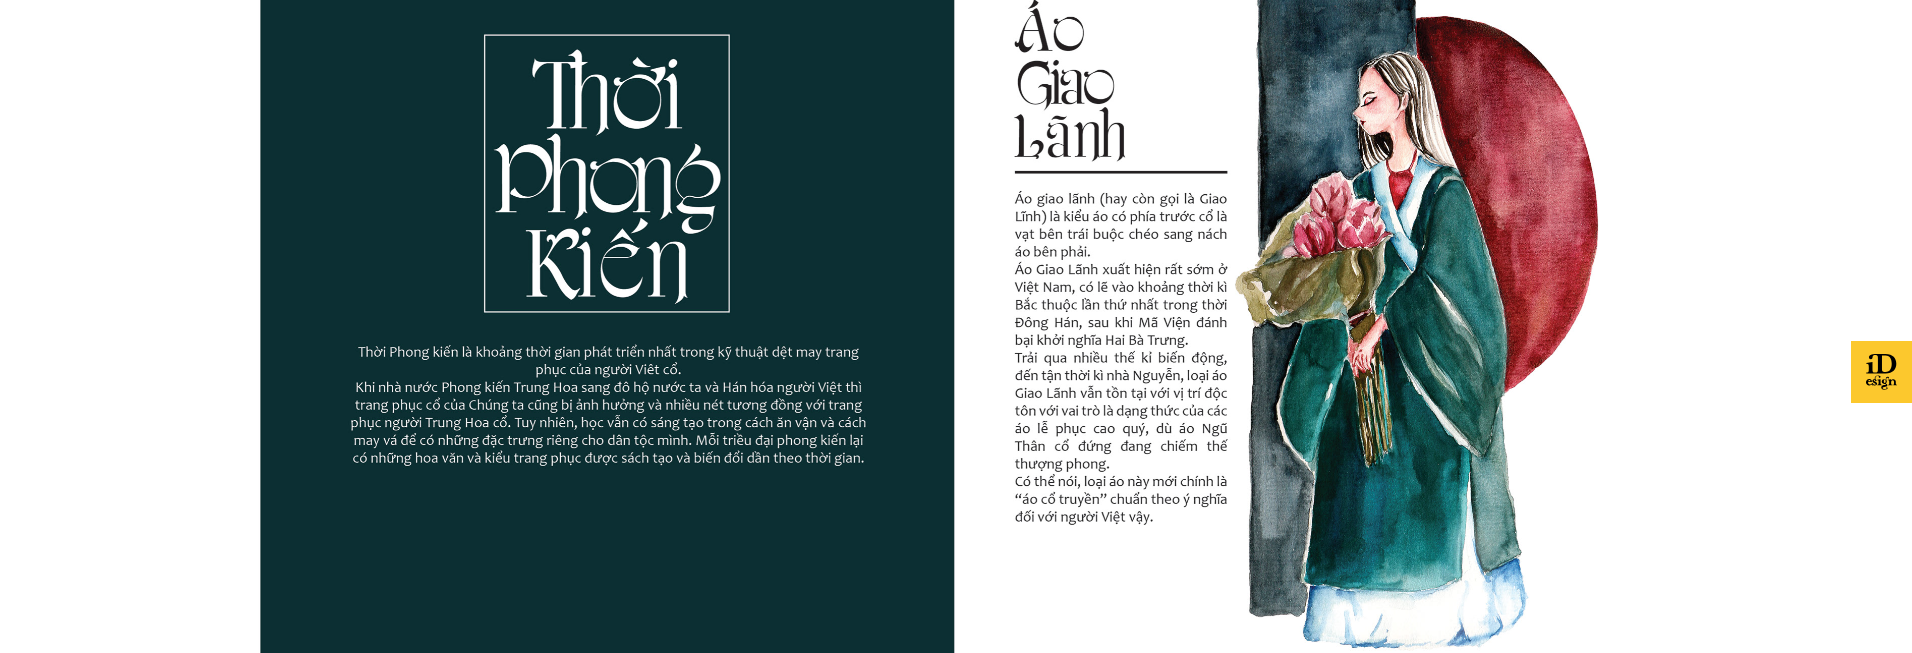 Thời
Phong
Kiến
Thời Phong kiến là khoảng thời gian phát triển nhất trong kỹ thuật dệt may trang
phục của người Viêt cổ.
Khi nhà nước Phong kiến Trung Hoa sang đô hộ nước ta và Hán hóa người Việt thì
trang phục cổ của Chúng ta cũng bị ảnh hưởng và nhiều nét tương đồng với trang
phục người Trung Hoa cổ. Tuy nhiên, học vẫn có sáng tạo trong cách ăn vận và cách
may vá để có những đặc trưng riêng cho dân tộc mình. Mỗi triều đại phong kiến lại
có những hoa văn và kiểu trang phục được sách tạo và biến đổi dần theo thời gian.
Áo
Giao
Lãnh
Áo giao lãnh (hay còn gọi là Giao
Lĩnh) là kiểu áo có phía trước cổ là
vạt bên trái buộc chéo sang nách
áo bên phải.
Áo Giao Lãnh xuất hiện rất sớm ở
Việt Nam, có lẽ vào khoảng thời kì
Bắc thuộc lần thứ nhất trong thời
Đông Hán, sau khi Mã Viện đánh
bại khởi nghĩa Hai Bà Trưng.
Trải qua nhiều thế kỉ biến động,
đến tận thời kì nhà Nguyễn, loại áo
Giao Lãnh vẫn tồn tại với vị trí độc
tôn với vai trò là dạng thức của các
áo lễ phục cao quý, dù áo Ngũ
Thân cổ đứng đang chiếm thế
thượng phong.
Có thể nói, loại áo này mới chính là
“áo cổ truyền” chuẩn theo ý nghĩa
đối với người Việt vậy.
iD
esign